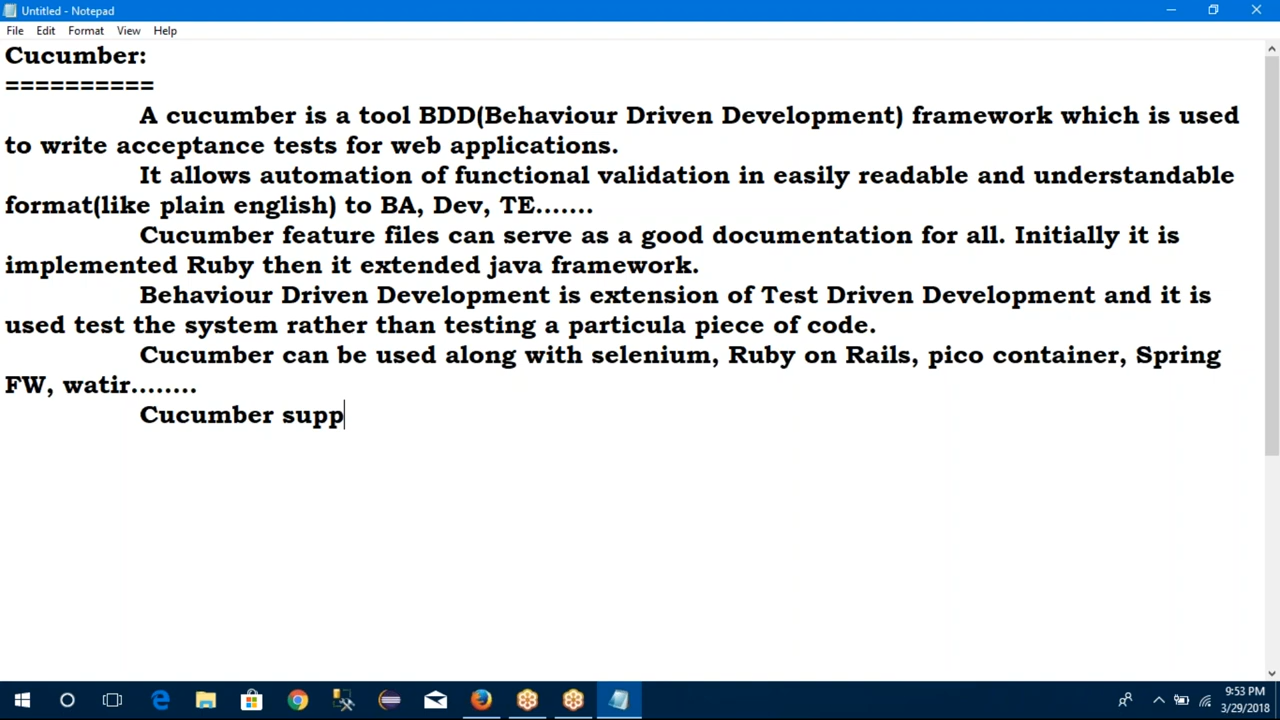 Untitled - Notepad
File Edit Format View Help
Cucumber:
==========
A cucumber is a tool BDD(Behaviour Driven Development) framework which is used
to write acceptance tests for web applications.
It allows automation of functional validation in easily readable and understandable
format(like plain english) to BA, Dev, TE.......
Cucumber feature files can serve as a good documentation for all. Initially it is
implemented Ruby then it extended java framework.
Behaviour Driven Development is extension of Test Driven Development and it is
used test the system rather than testing a particula piece of code.
Cucumber can be used along with selenium, Ruby on Rails, pico container, Spring
FW, watir........
Cucumber supp
9:53 PM
3/29/2018